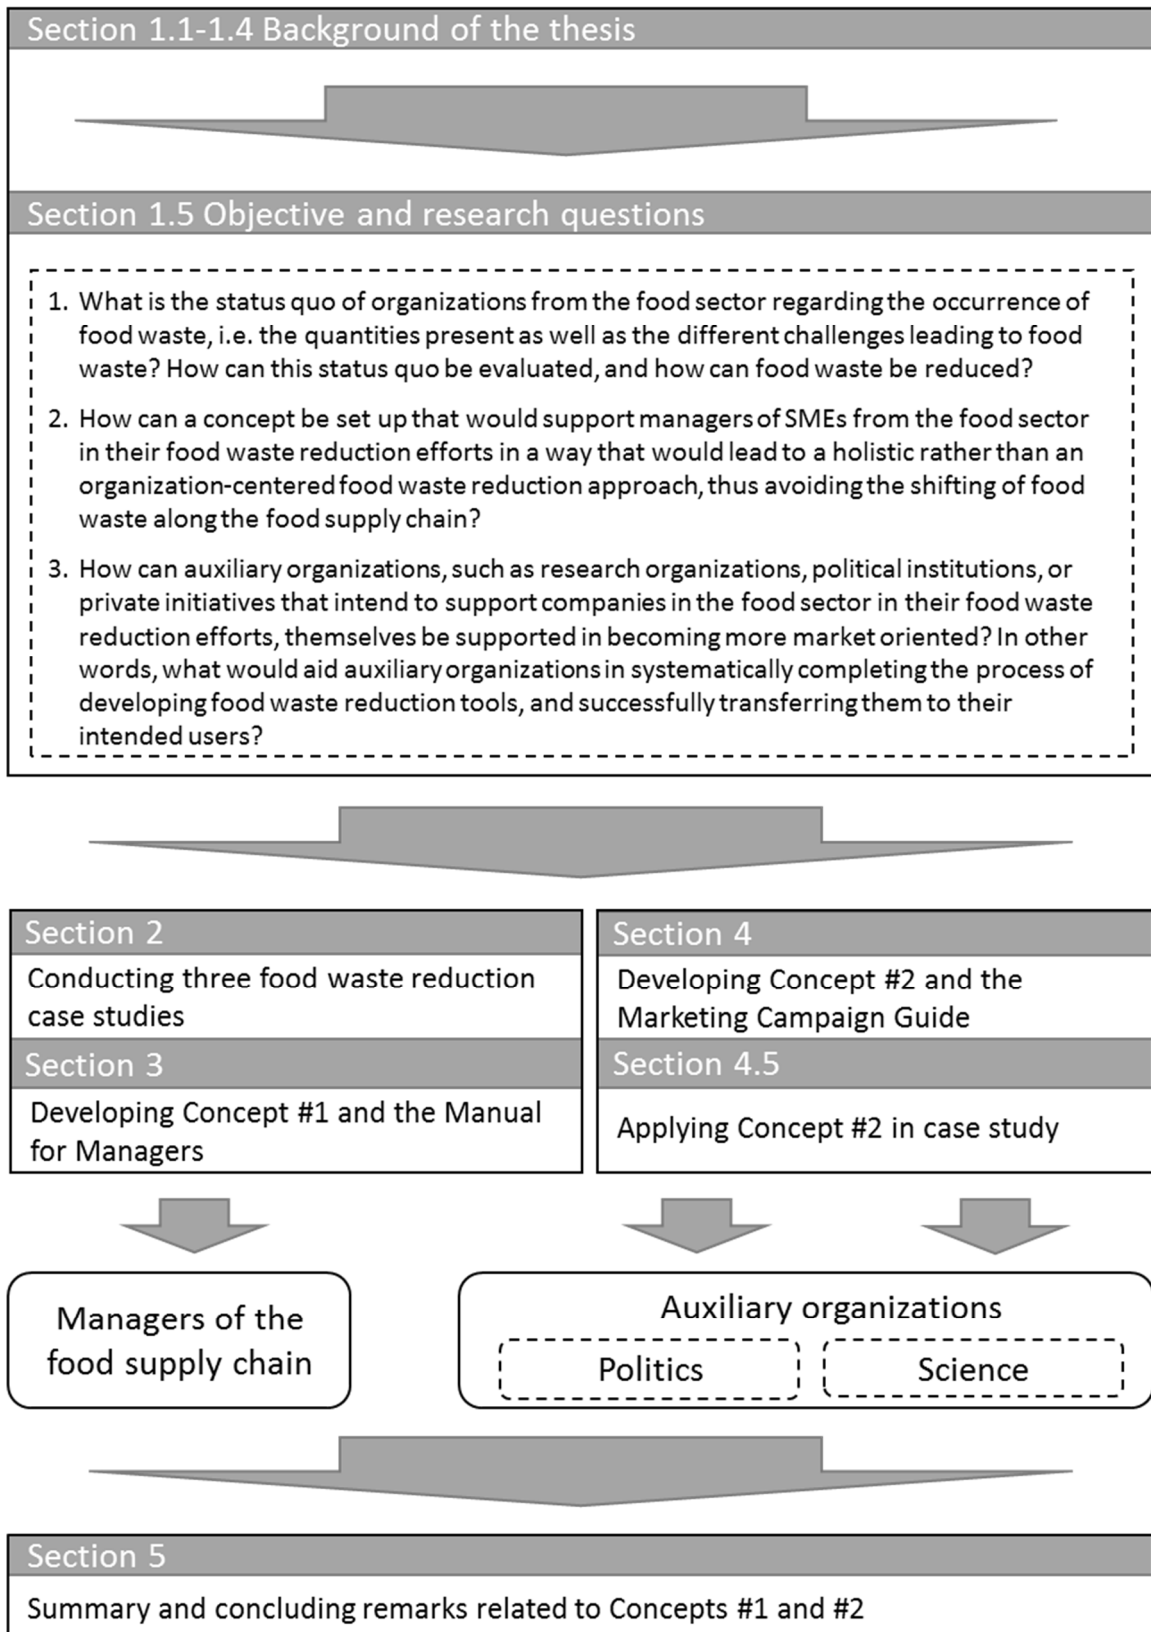 Section 1.1-1.4 Background of the thesis
Section 1.5 Objective and research questions
1. What is the status quo of organizations from the food sector regarding the occurrence of
food waste, i.e. the quantities present as well as the different challenges leading to food
waste? How can this status quo be evaluated, and how can food waste be reduced?
2. How can a concept be set up that would support managers of SMEs from the food sector
in their food waste reduction efforts in a way that would lead to a holistic rather than an
organization-centered food waste reduction approach, thus avoiding the shifting of food
waste along the food supply chain?
3. How can auxiliary organizations, such as research organizations, political institutions, or
private initiatives that intend to support companies in the food sector in their food waste
reduction efforts, themselves be supported in becoming more market oriented? In other
words, what would aid auxiliary organizations in systematically completing the process of
developing food waste reduction tools, and successfully transferring them to their
intended users?
Section 2
Conducting three food waste reduction
case studies
Section 3
Developing Concept #1 and the Manual
for Managers
Section 4
Developing Concept #2 and the
Marketing Campaign Guide
Section 4.5
Applying Concept #2 in case study
Managers of the
food supply chain
Auxiliary organizations
Politics
Science
Section 5
Summary and concluding remarks related to Concepts #1 and #2